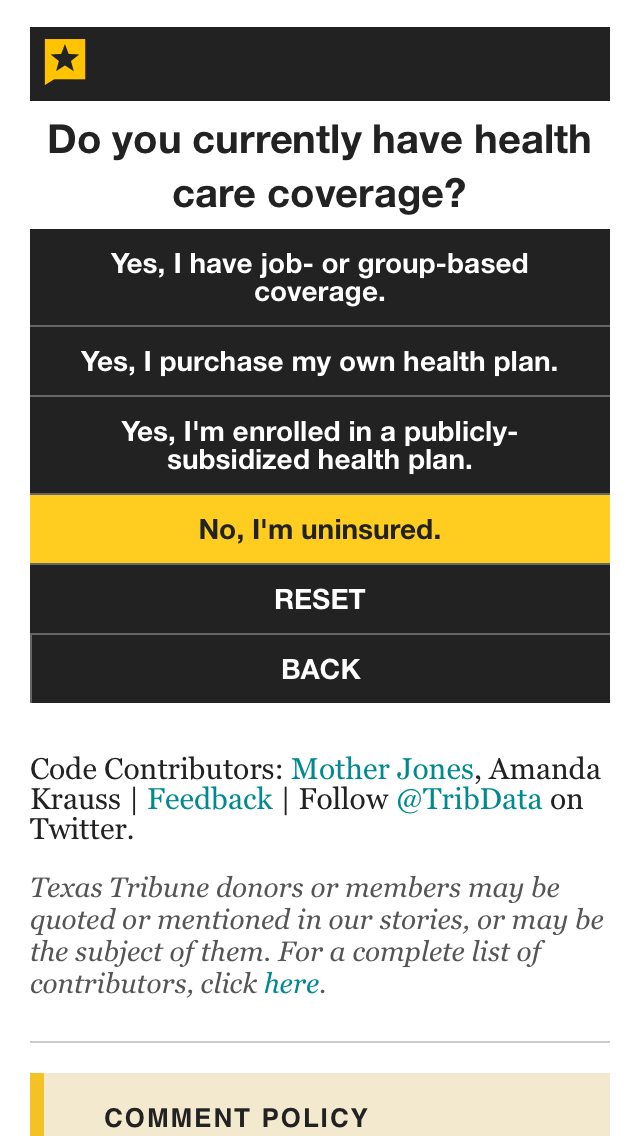 Do you currently have health
care coverage?
Yes, I have job- or group-based
coverage.
Yes, I purchase my own health plan.
Yes, I'm enrolled in a publicly-
subsidized health plan.
No, I'm uninsured.
RESET
BACK
Code Contributors: Mother Jones, Amanda
Krauss | Feedback | Follow @TribData on
Twitter.
Texas Tribune donors or members may be
quoted or mentioned in our stories, or may be
the subject of them. For a complete list of
contributors, click here.
COMMENT POLICY